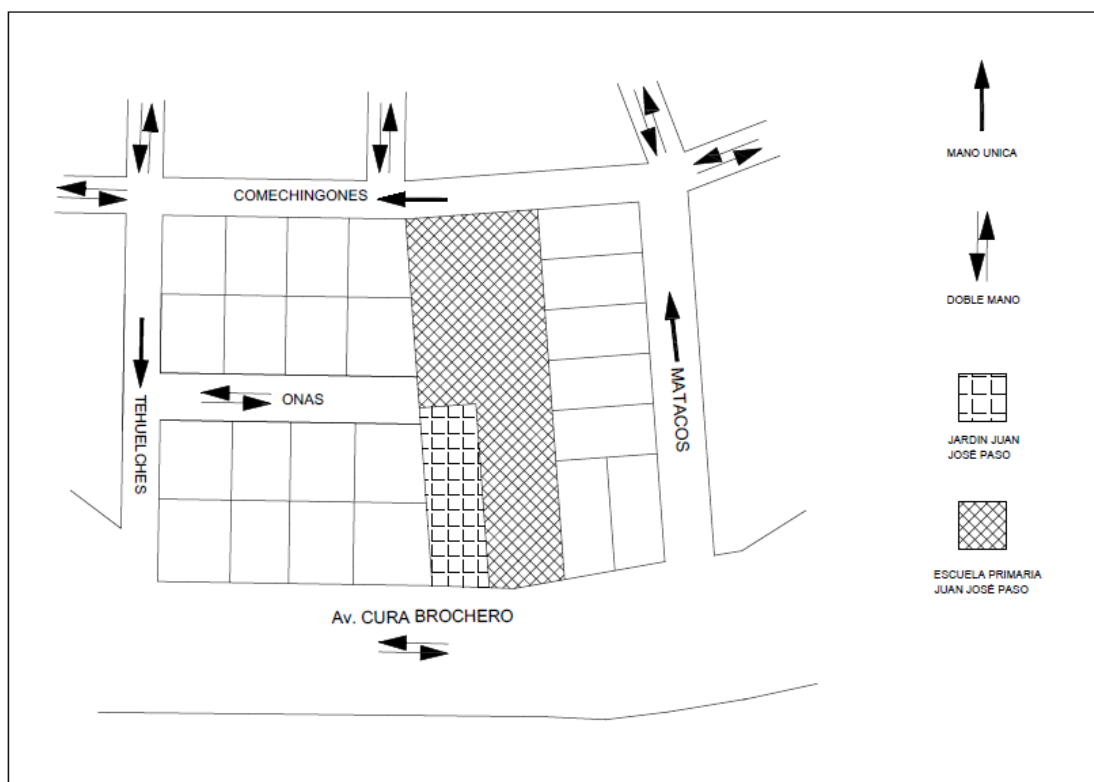 COMECHINGONES
ONAS
TEHUELCHES
MATACOS
Av. CURA BROCHERO
MANO UNICA
DOBLE MANO
JARDIN JUAN
JOSÉ PASO
ESCUELA PRIMARIA
JUAN JOSÉ PASO